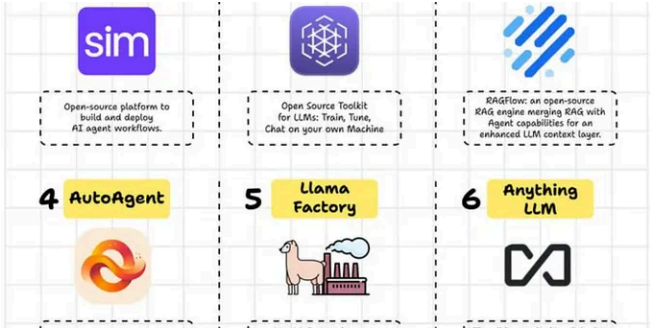 sim
Open-source platform to
build and deploy
AI agent workflows.
Open Source Toolkit
for LLMs: Train, Tune,
Chat on your own Machine
RAGFlow: an open-source
RAG engine merging RAG with
Agent capabilities for an
enhanced LLM context layer.
4 AutoAgent
5 Llama
Factory
6 Anything
LLM